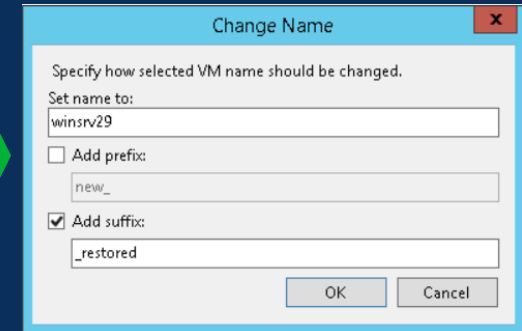 Change Name
x
Specify how selected VM name should be changed.
Set name to:
winsrv29
Add prefix:
new_
Add suffix:
_restored
OK Cancel